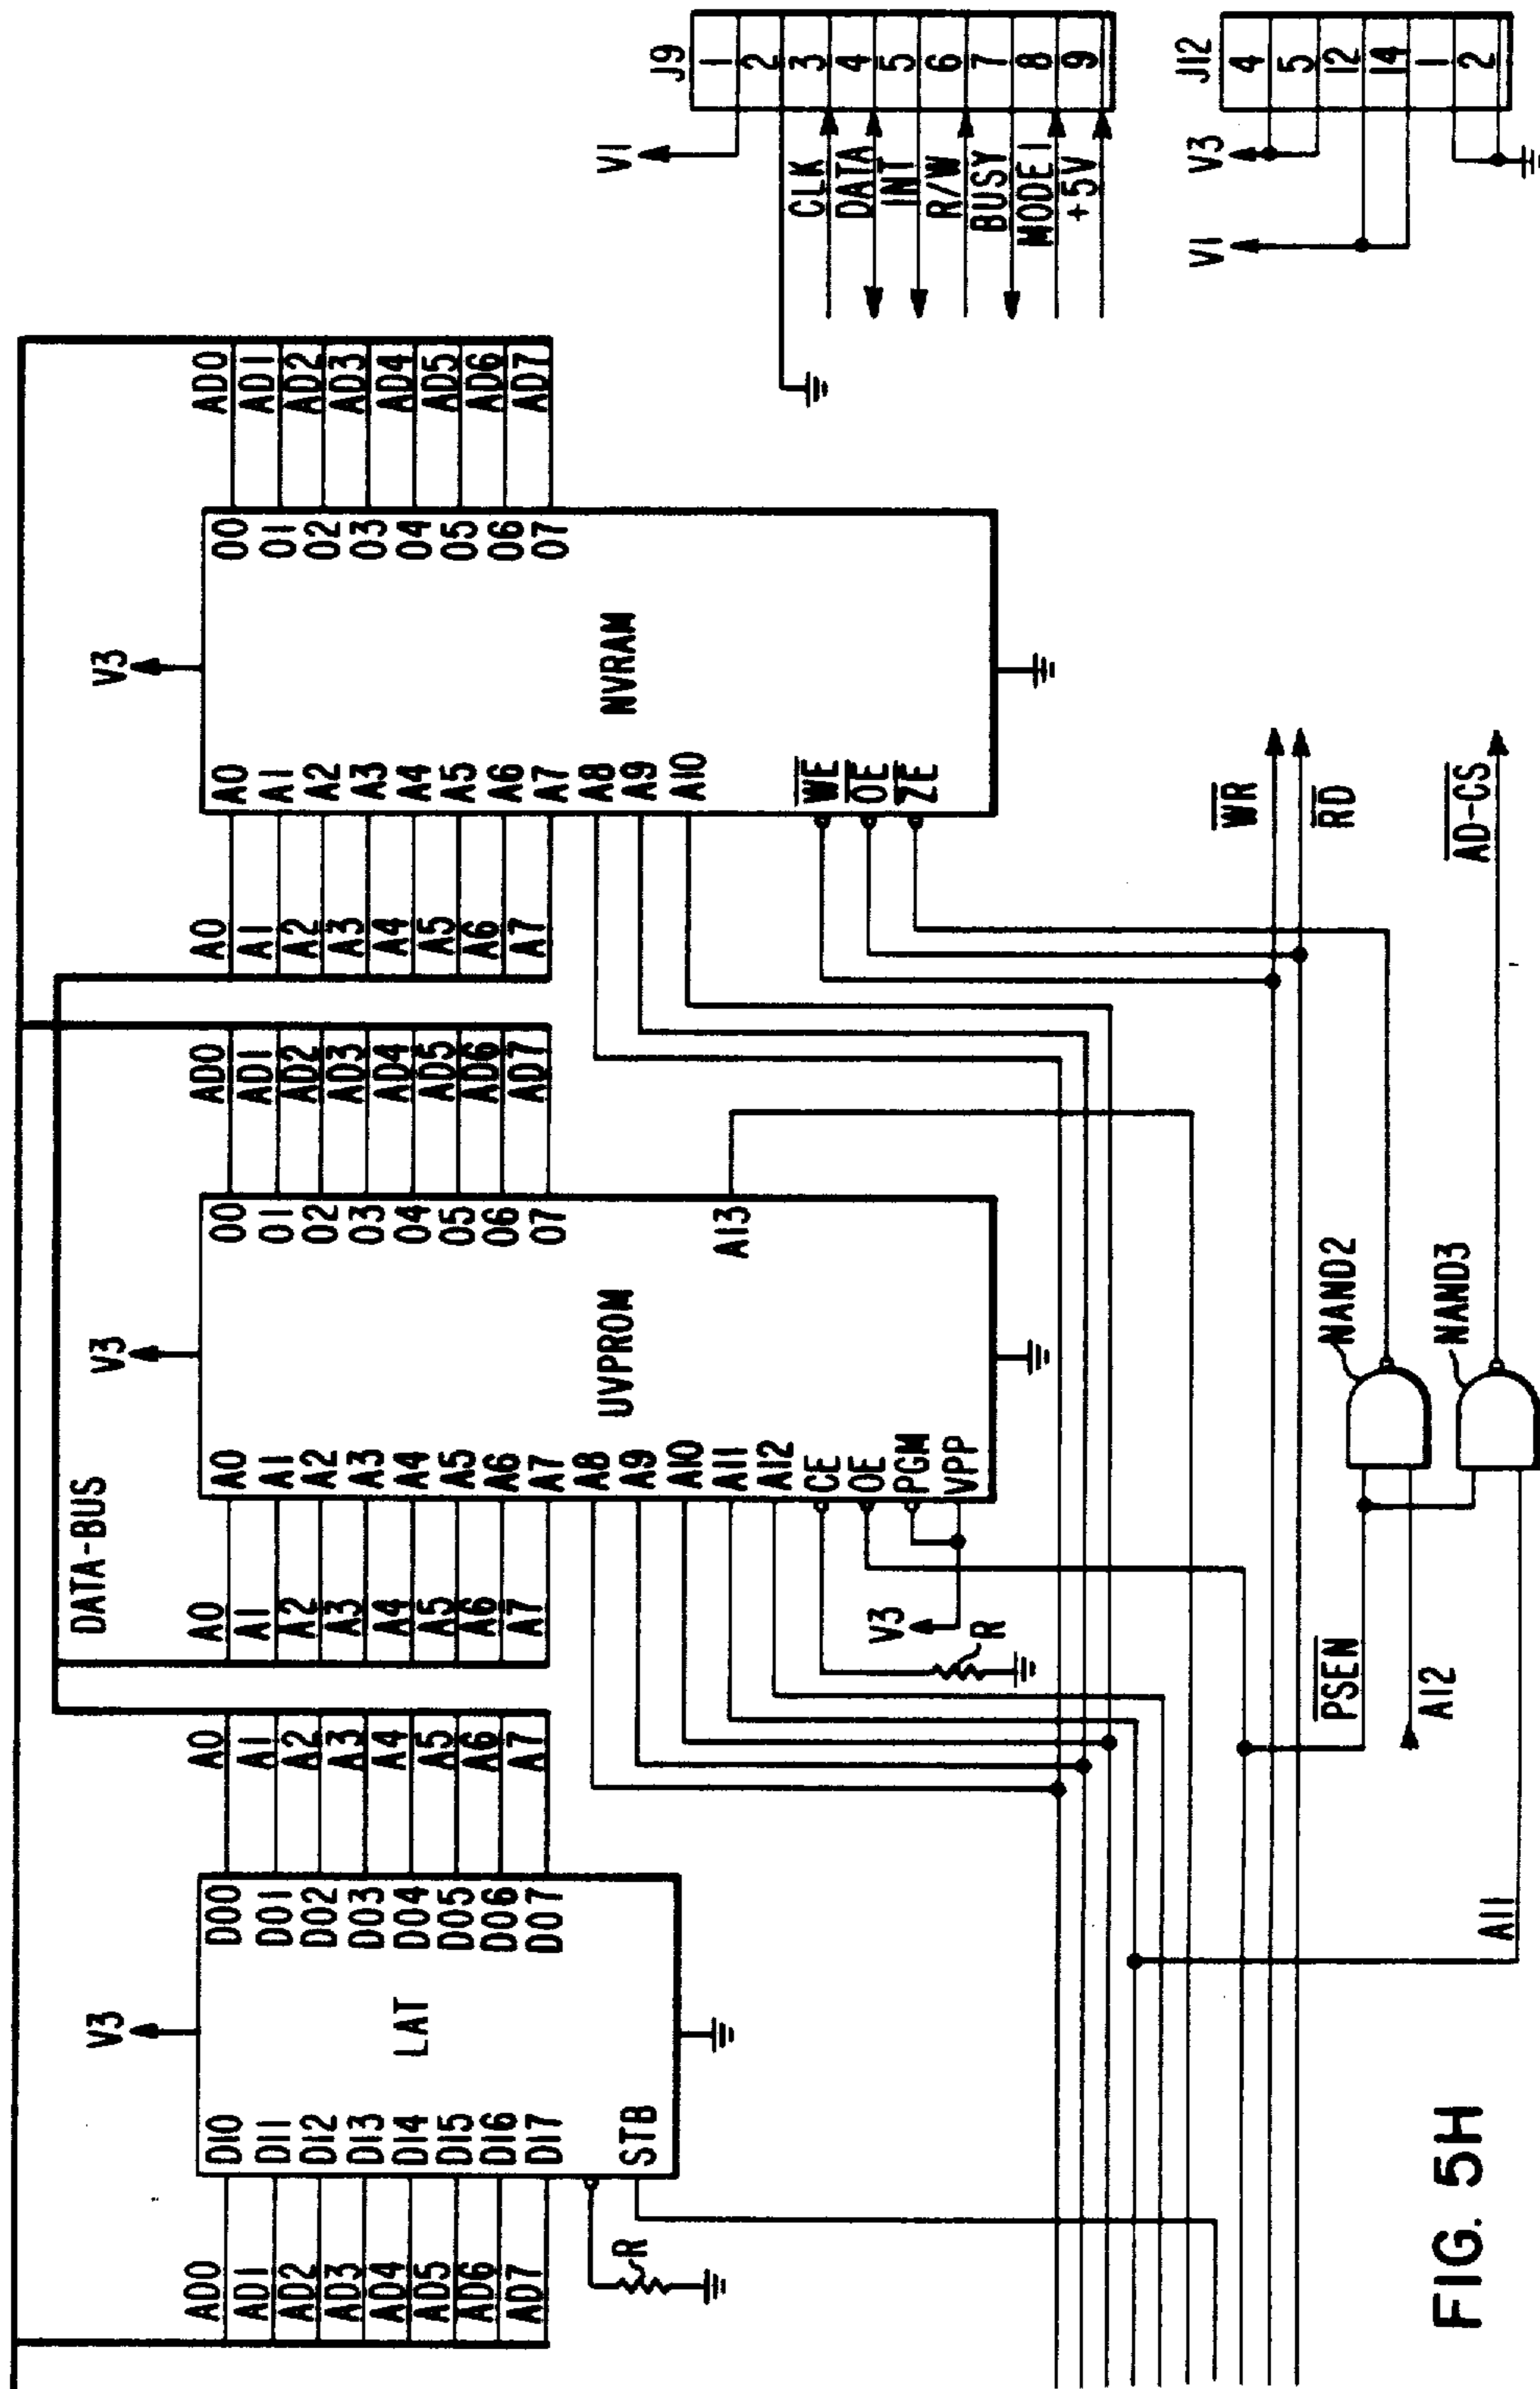 DATA-BUS
V3
LAT
AD0
AD1
AD2
AD3
AD4
AD5
AD6
AD7
DI0
DI1
DI2
DI3
DI4
DI5
DI6
DI7
STB
R
DO0
DO1
DO2
DO3
DO4
DO5
DO6
DO7
A0
A1
A2
A3
A4
A5
A6
A7
V3
UVPROM
A0
A1
A2
A3
A4
A5
A6
A7
A0
A1
A2
A3
A4
A5
A6
A7
A8
A9
A10
A11
A12
CE
OE
PGM
VPP
V3
R
O0
O1
O2
O3
O4
O5
O6
O7
A13
AD0
AD1
AD2
AD3
AD4
AD5
AD6
AD7
V3
NVRAM
A0
A1
A2
A3
A4
A5
A6
A7
A0
A1
A2
A3
A4
A5
A6
A7
A8
A9
A10
WE
OE
ZE
O0
O1
O2
O3
O4
O5
O6
O7
AD0
AD1
AD2
AD3
AD4
AD5
AD6
AD7
WR
RD
AD-CS
PSEN
A12
A11
NAND2
NAND3
V1
J9
1
2
CLK 3
DATA 4
INT 5
R/W 6
BUSY 7
MODE1 8
+5V 9
V1
V3
J12
4
5
12
14
1
2
FIG. 5H